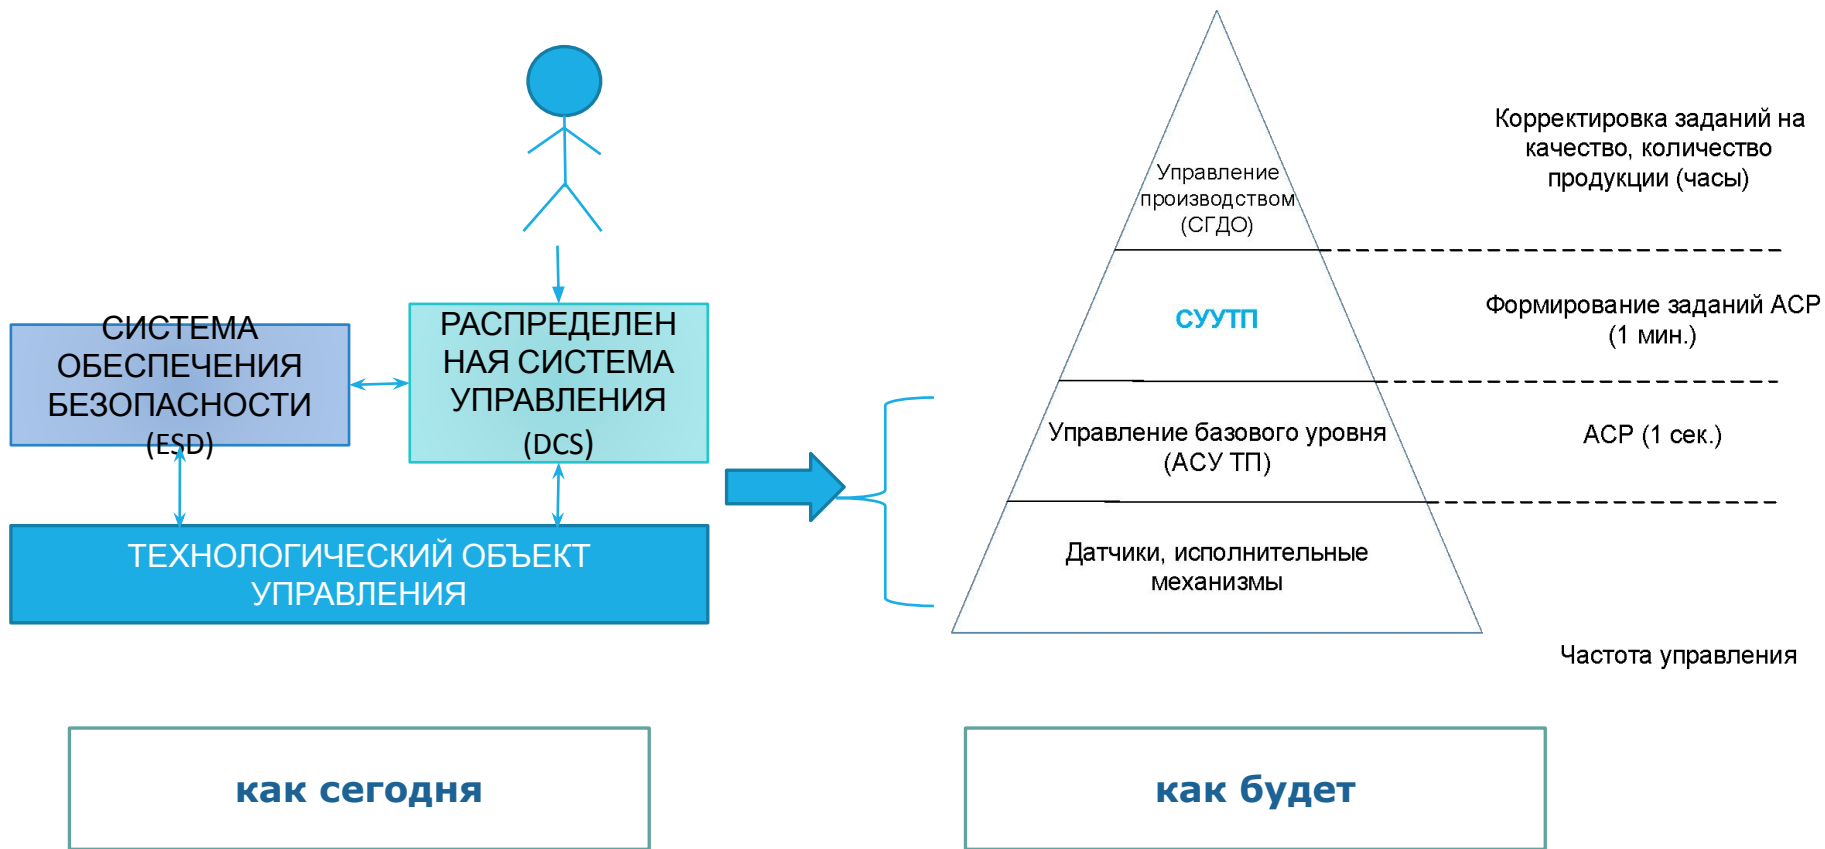 СИСТЕМА
ОБЕСПЕЧЕНИЯ
БЕЗОПАСНОСТИ
(ESD)
РАСПРЕДЕЛЕН
НАЯ СИСТЕМА
УПРАВЛЕНИЯ
(DCS)
ТЕХНОЛОГИЧЕСКИЙ ОБЪЕКТ
УПРАВЛЕНИЯ
как сегодня
Управление
производством
(СГДО)
Корректировка заданий на
качество, количество
продукции (часы)
СУУТП
Формирование заданий АСР
(1 мин.)
Управление базового уровня
(АСУ ТП)
АСР (1 сек.)
Датчики, исполнительные
механизмы
Частота управления
как будет